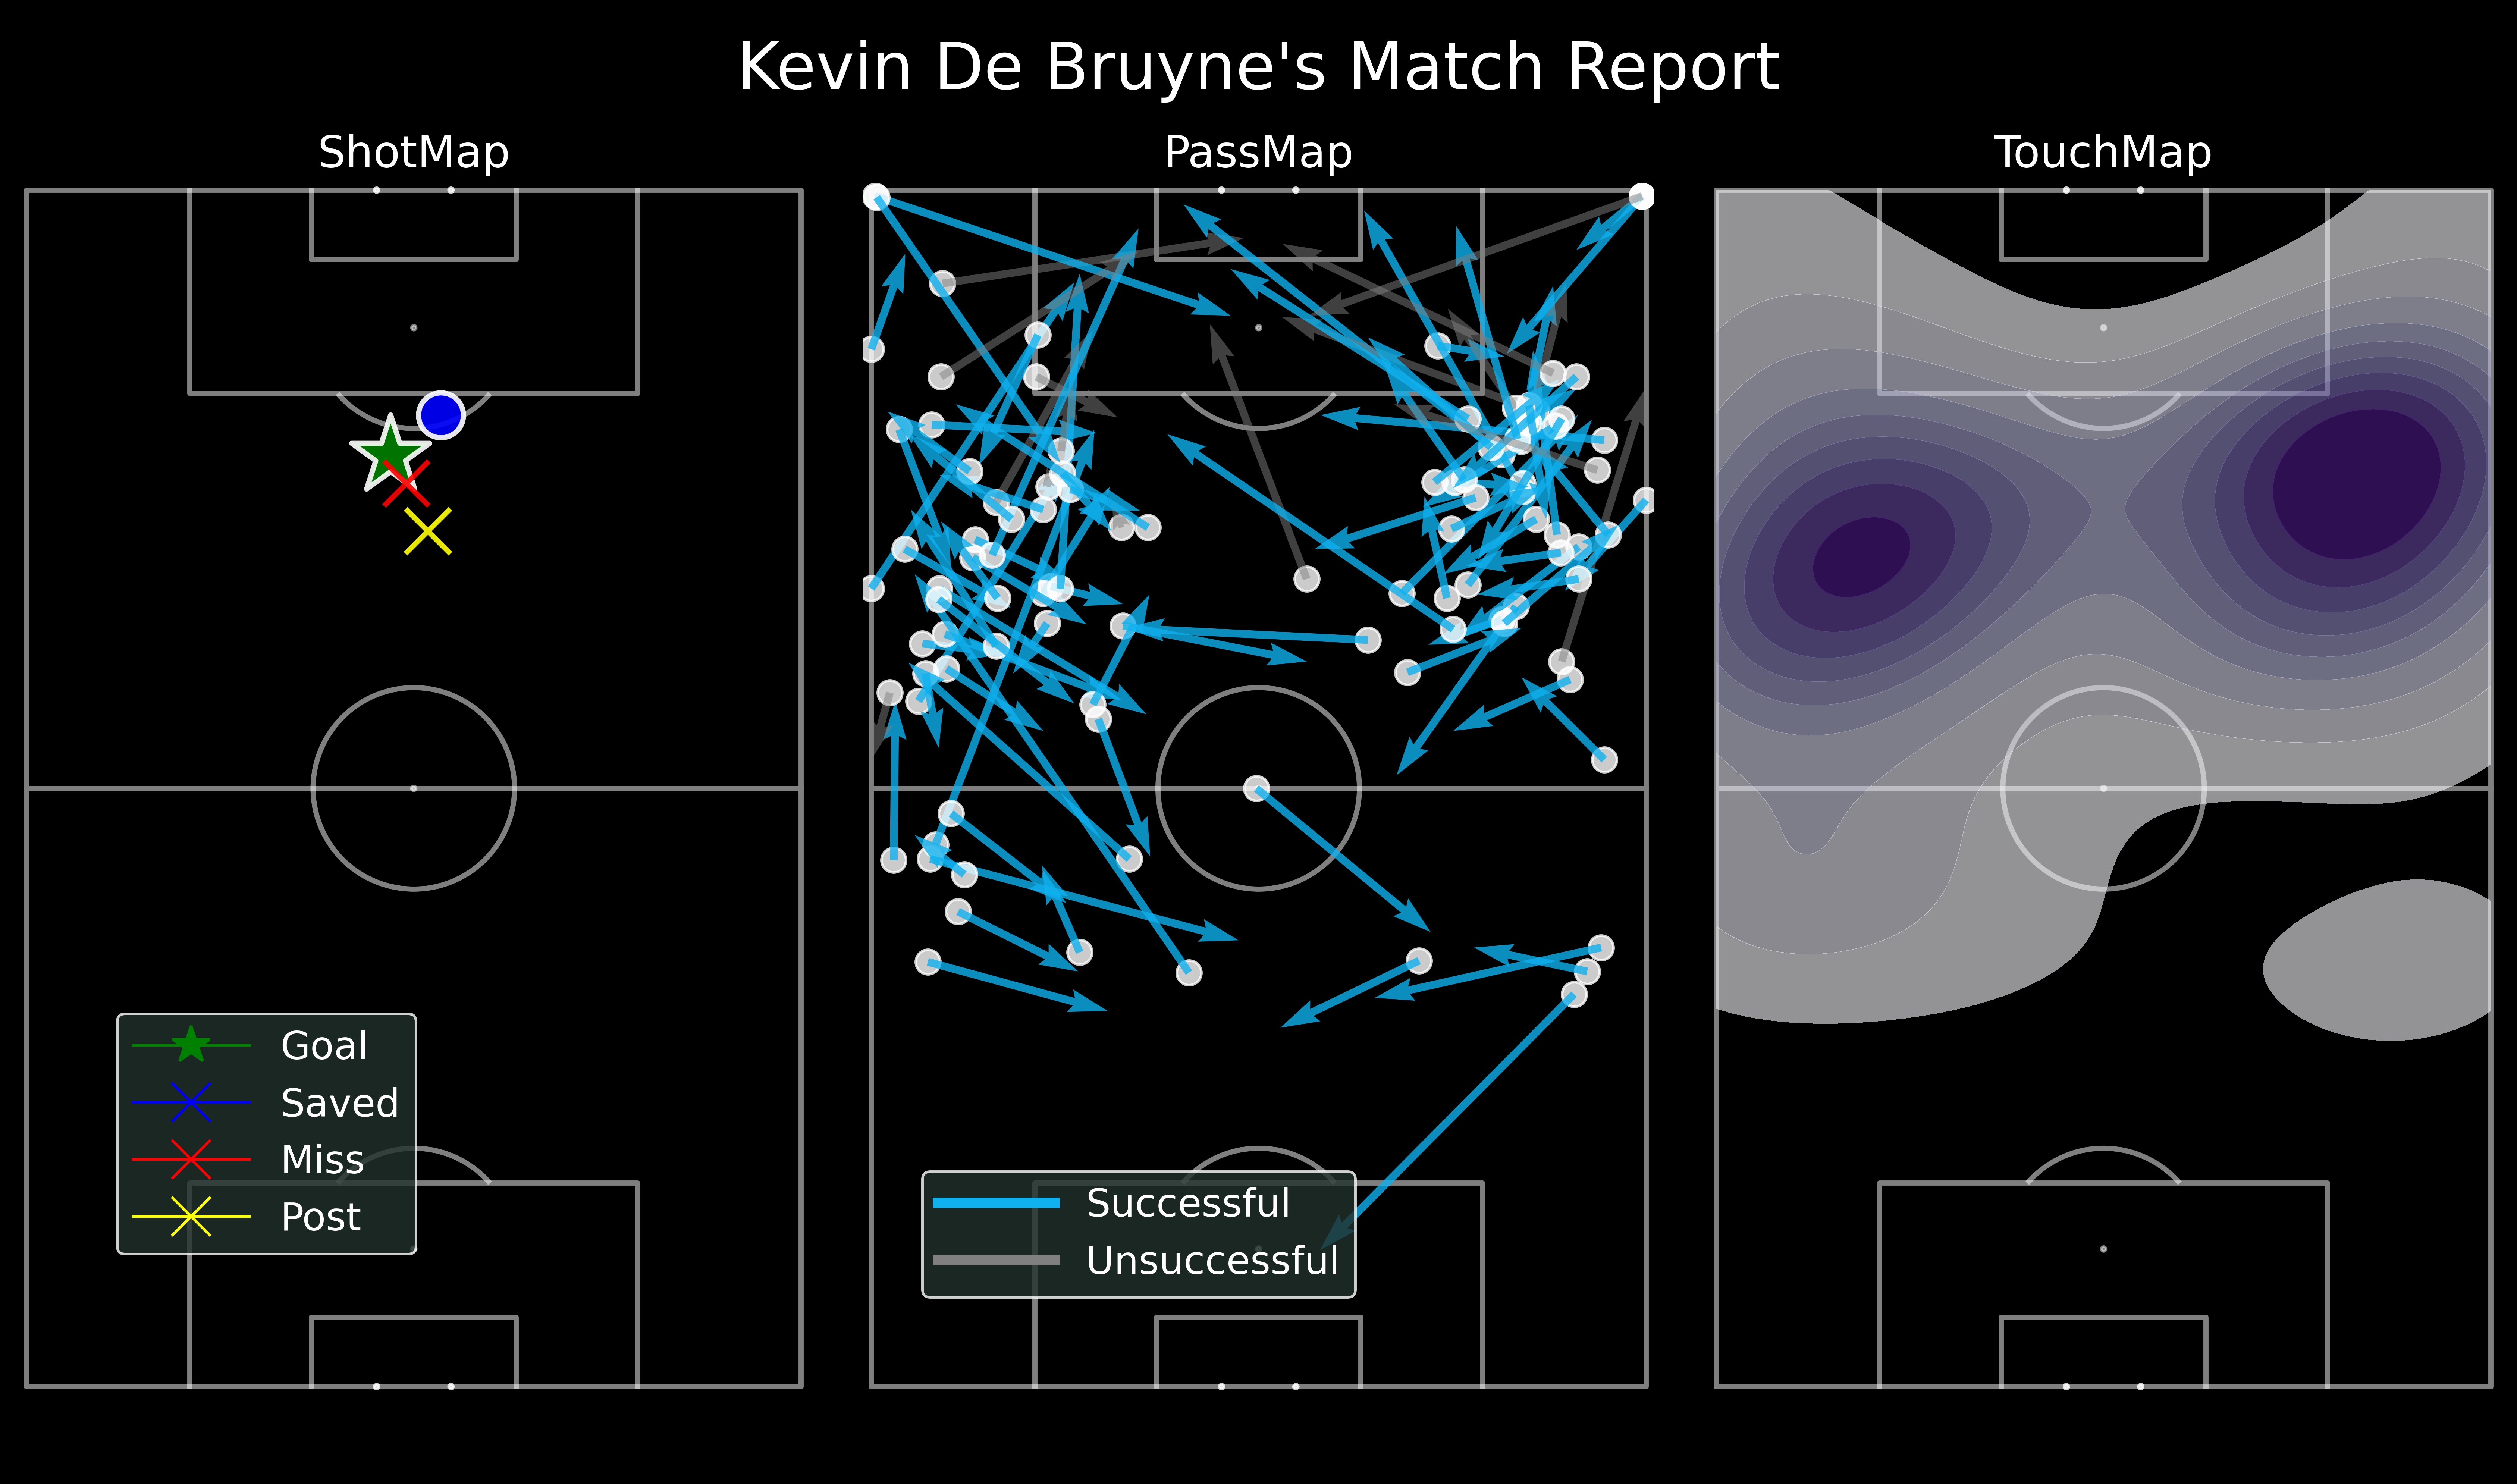 Kevin De Bruyne's Match Report
ShotMap
PassMap
TouchMap
Goal
Saved
Miss
Post
Successful
Unsuccessful